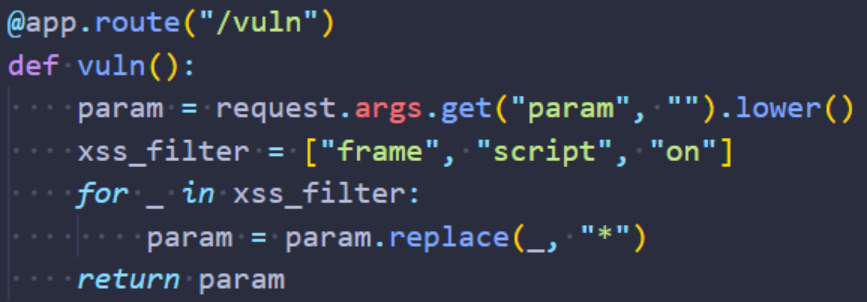 @app.route("/vuln")
def vuln():
    param = request.args.get("param", "").lower()
    xss_filter = ["frame", "script", "on"]
    for _ in xss_filter:
        param = param.replace(_, "*")
    return param